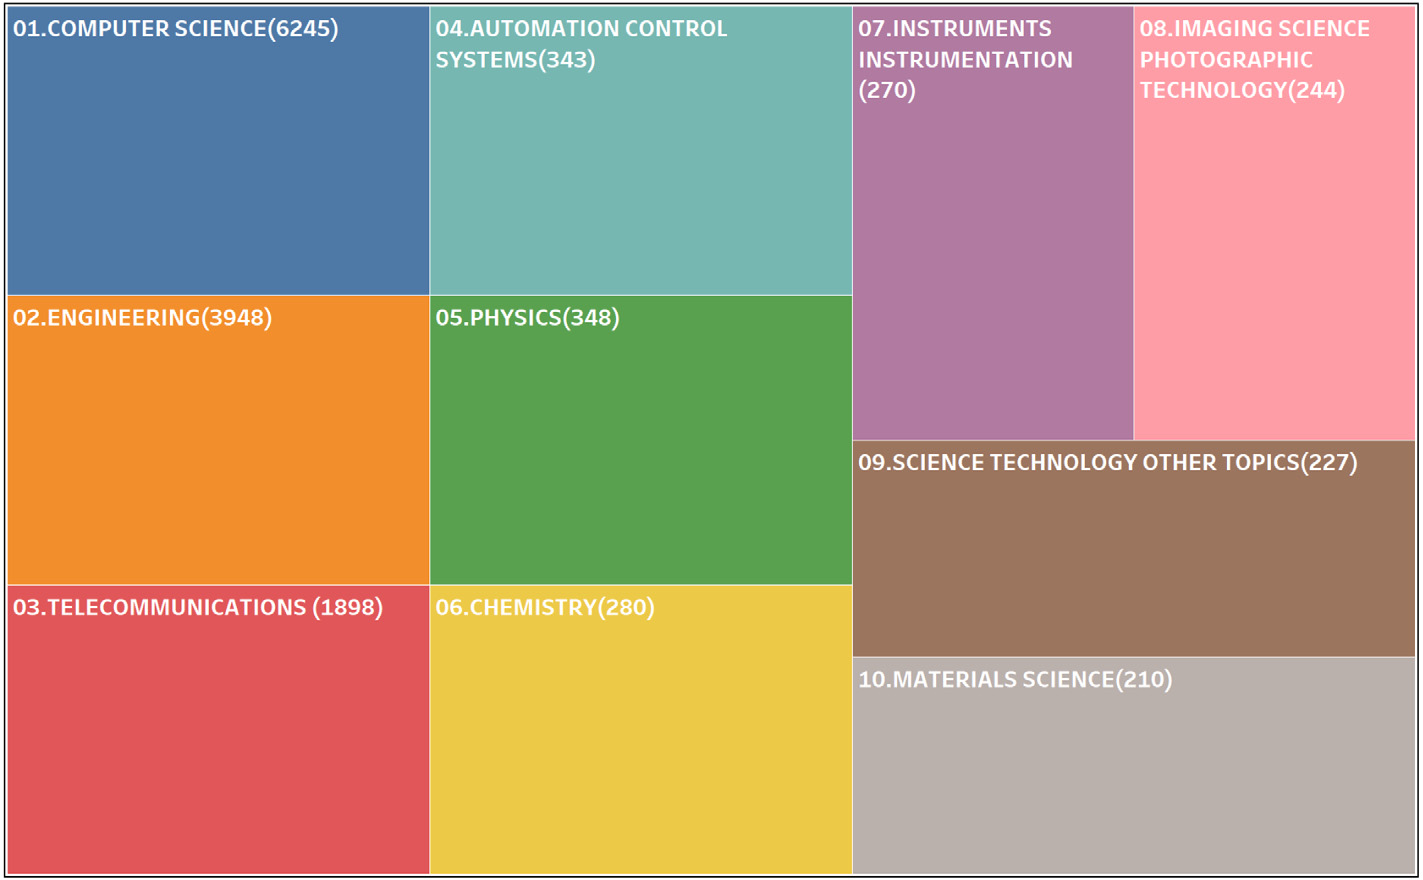 01.COMPUTER SCIENCE(6245)
02.ENGINEERING(3948)
03.TELECOMMUNICATIONS (1898)
04.AUTOMATION CONTROL
SYSTEMS(343)
05.PHYSICS(348)
06.CHEMISTRY(280)
07.INSTRUMENTS
INSTRUMENTATION
(270)
08.IMAGING SCIENCE
PHOTOGRAPHIC
TECHNOLOGY(244)
09.SCIENCE TECHNOLOGY OTHER TOPICS(227)
10.MATERIALS SCIENCE(210)